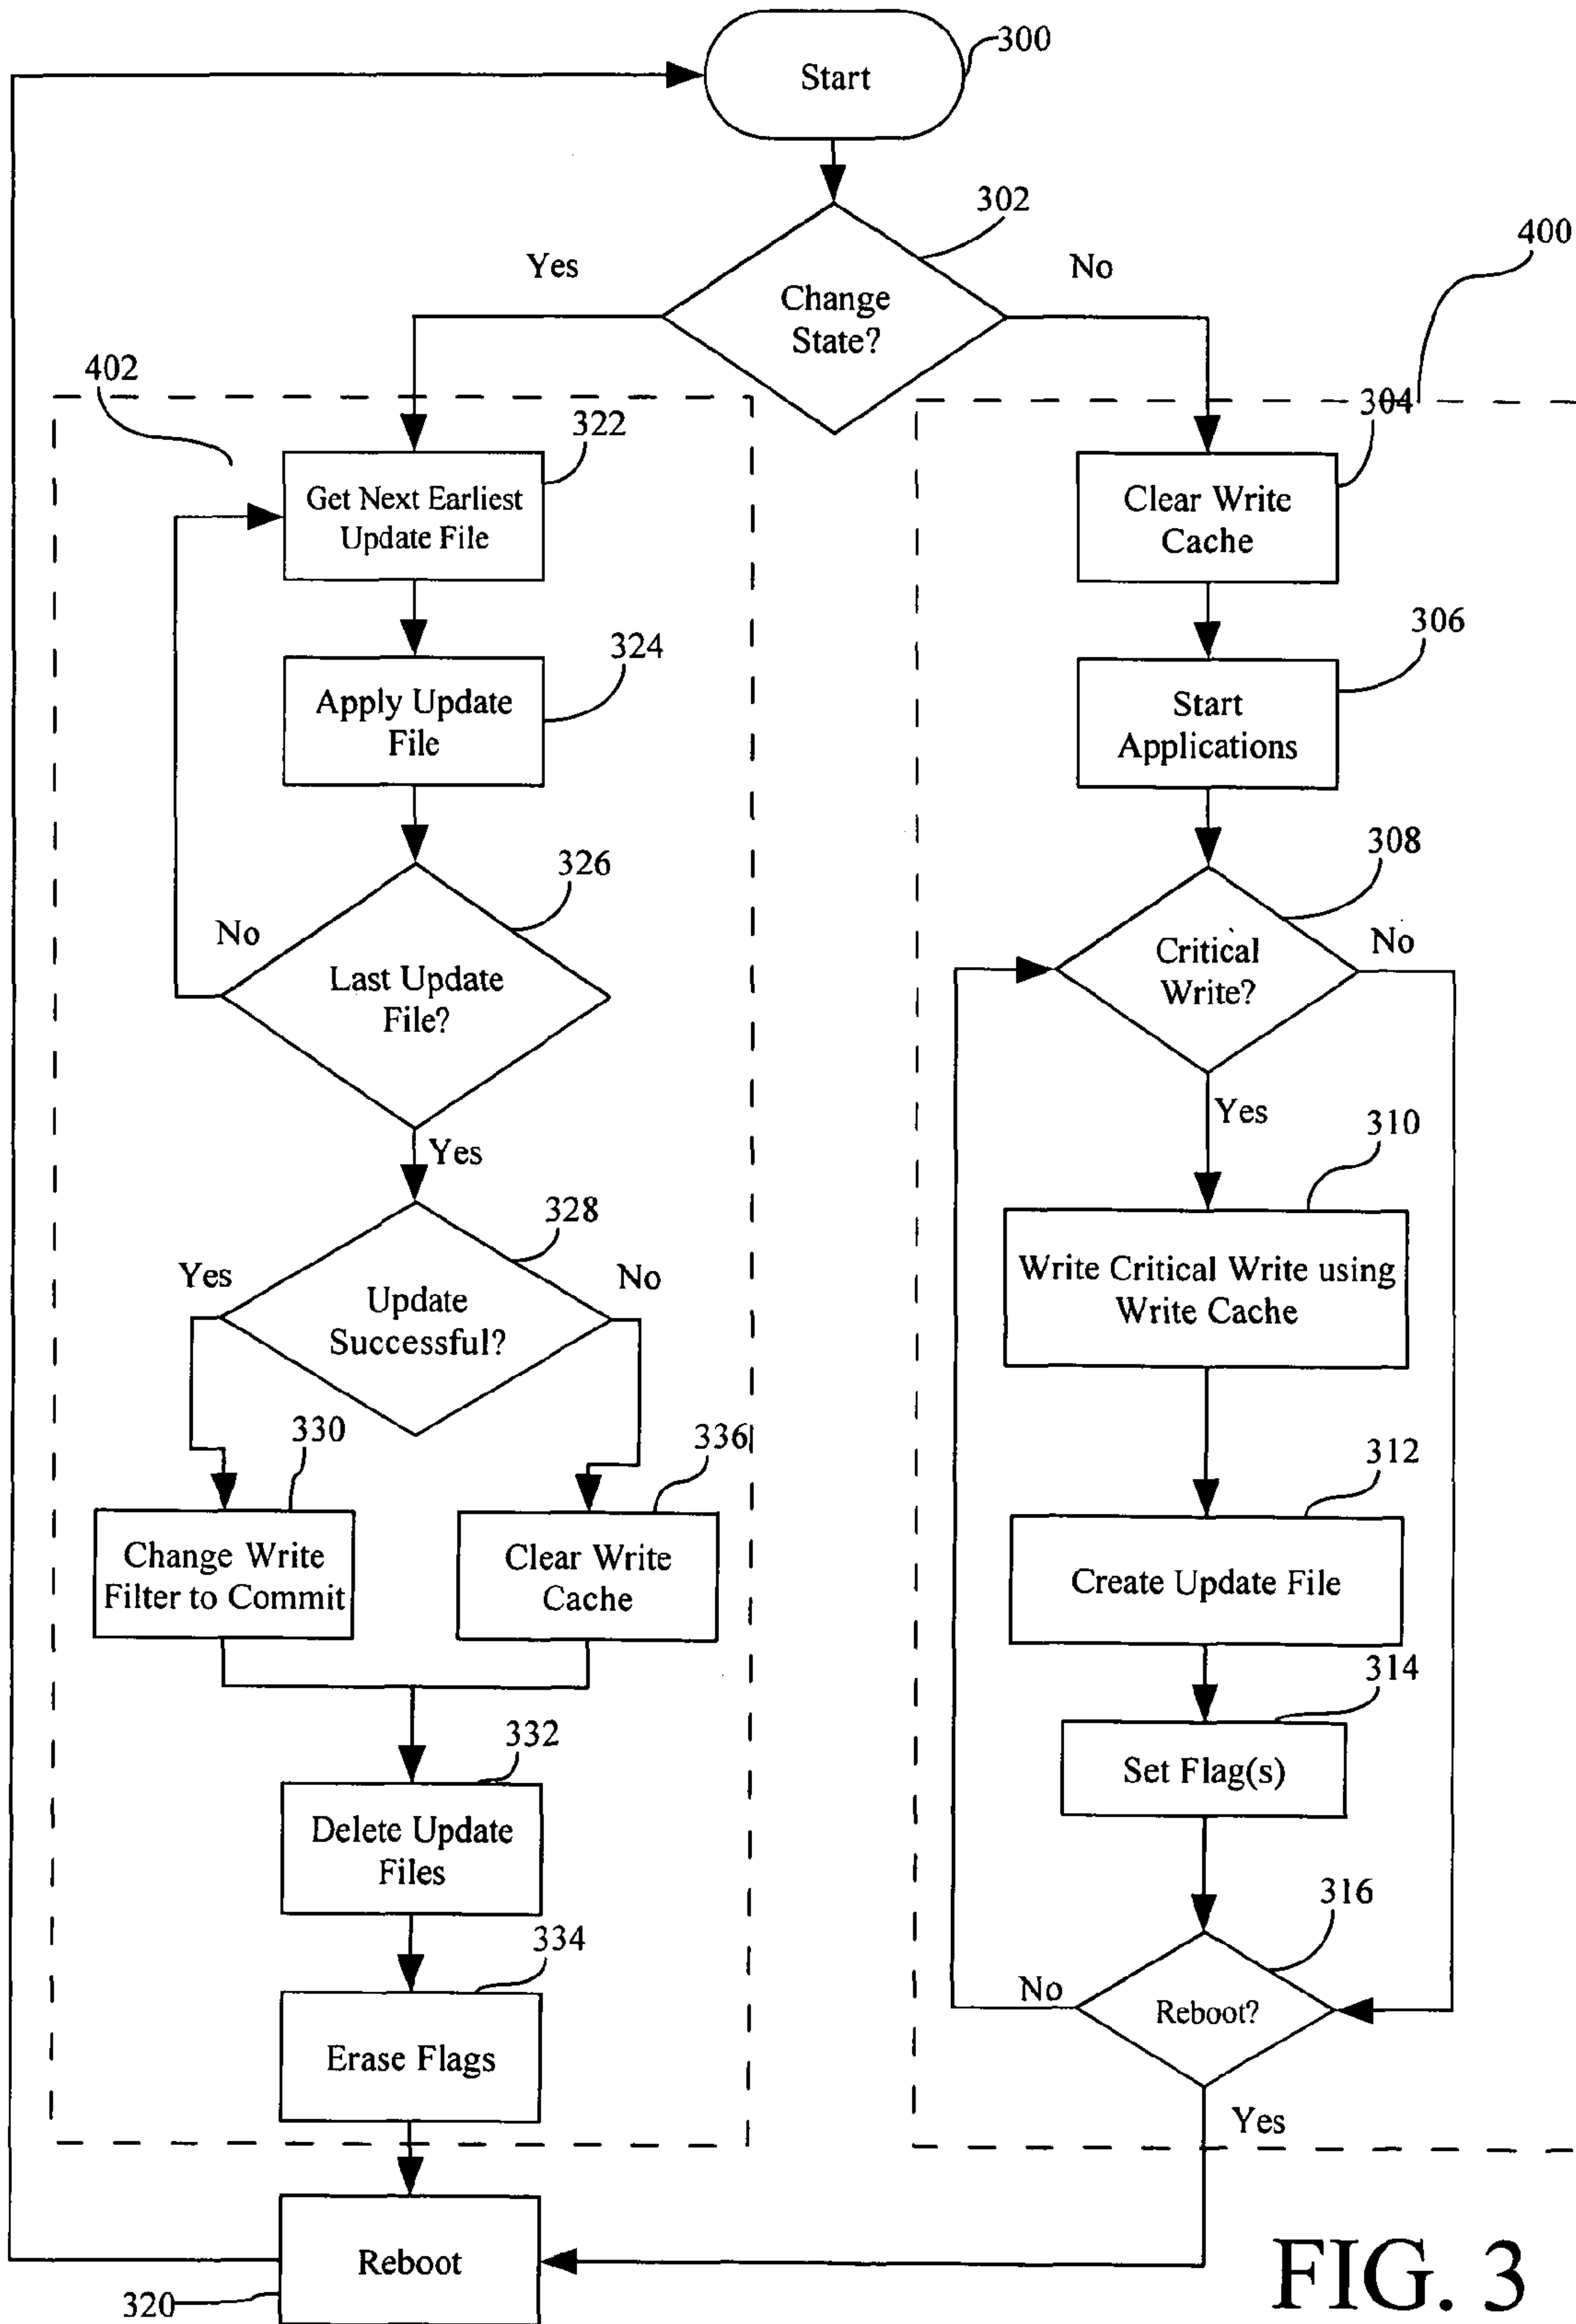 Start
300
302
Yes
No
400
Change
State?
402
322
304
Get Next Earliest
Update File
Clear Write
Cache
324
306
Apply Update
File
Start
Applications
326
308
No
No
Last Update
File?
Critical
Write?
Yes
Yes
310
328
Yes
No
Write Critical Write using
Write Cache
Update
Successful?
330
336
312
Change Write
Filter to Commit
Clear Write
Cache
Create Update File
314
332
Set Flag(s)
Delete Update
Files
316
334
No
Reboot?
Erase Flags
Yes
Reboot
320
FIG. 3